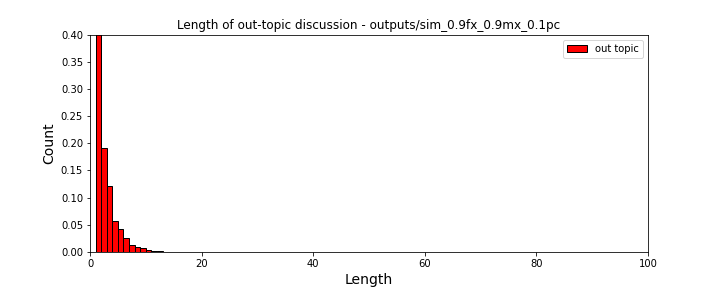 Length of out-topic discussion - outputs/sim_0.9fx_0.9mx_0.1pc
out topic
Count
0.40
0.35
0.30
0.25
0.20
0.15
0.10
0.05
0.00
0 20 40 60 80 100
Length